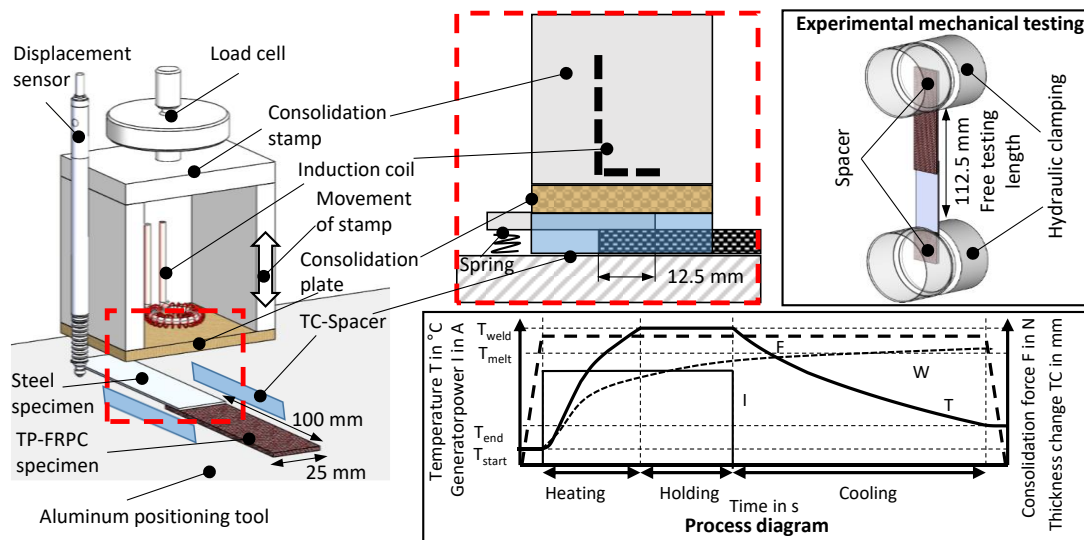 Displacement
sensor
Load cell
Consolidation
stamp
Induction coil
Movement
of stamp
Consolidation
plate
TC-Spacer
Steel
specimen
TP-FRPC
specimen
100 mm
25 mm
Aluminum positioning tool
Spring
12.5 mm
Experimental mechanical testing
Spacer
112.5 mm
Free testing
length
Hydraulic clamping
Temperature T in °C
Generatorpower I in A
T_weld
T_melt
T_end
T_start
F
W
I
T
Heating
Holding
Cooling
Time in s
Process diagram
Consolidation force F in N
Thickness change TC in mm